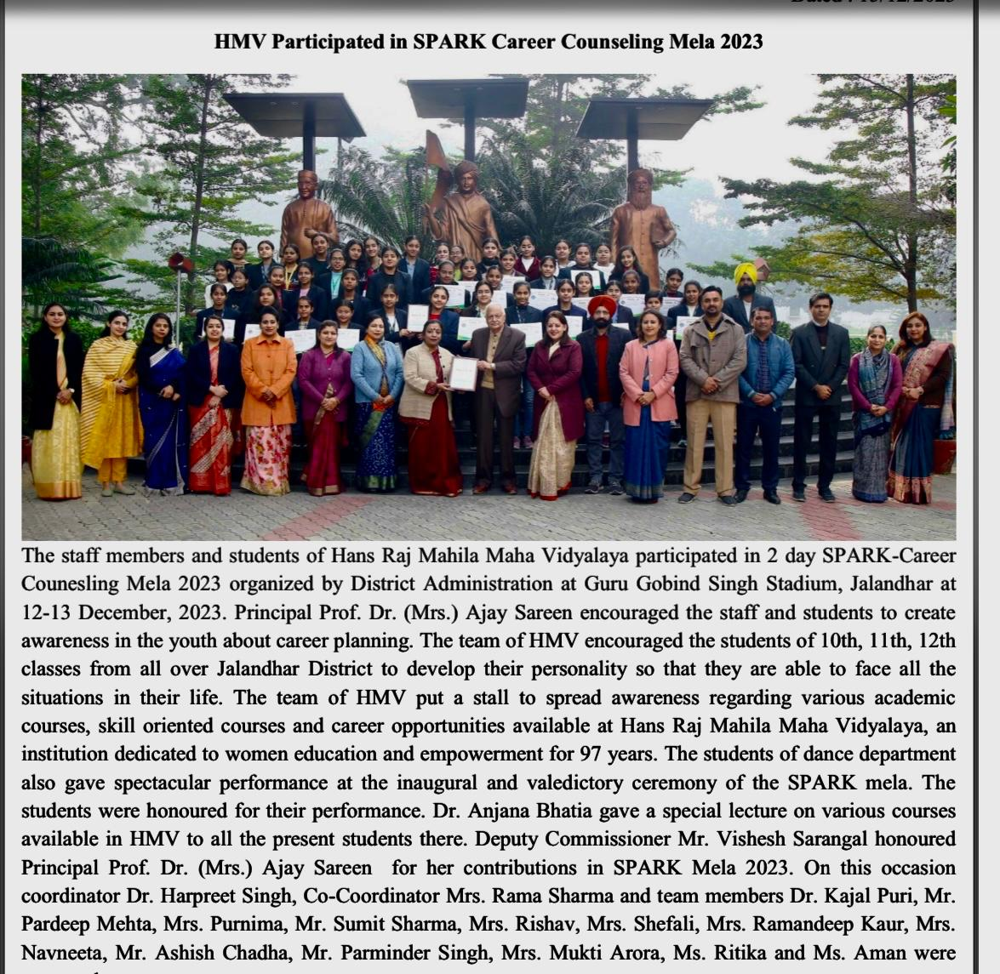 HMV Participated in SPARK Career Counseling Mela 2023
The staff members and students of Hans Raj Mahila Maha Vidyalaya participated in 2 day SPARK-Career
Counesling Mela 2023 organized by District Administration at Guru Gobind Singh Stadium, Jalandhar at
12-13 December, 2023. Principal Prof. Dr. (Mrs.) Ajay Sareen encouraged the staff and students to create
awareness in the youth about career planning. The team of HMV encouraged the students of 10th, 11th, 12th
classes from all over Jalandhar District to develop their personality so that they are able to face all the
situations in their life. The team of HMV put a stall to spread awareness regarding various academic
courses, skill oriented courses and career opportunities available at Hans Raj Mahila Maha Vidyalaya, an
institution dedicated to women education and empowerment for 97 years. The students of dance department
also gave spectacular performance at the inaugural and valedictory ceremony of the SPARK mela. The
students were honoured for their performance. Dr. Anjana Bhatia gave a special lecture on various courses
available in HMV to all the present students there. Deputy Commissioner Mr. Vishesh Sarangal honoured
Principal Prof. Dr. (Mrs.) Ajay Sareen for her contributions in SPARK Mela 2023. On this occasion
coordinator Dr. Harpreet Singh, Co-Coordinator Mrs. Rama Sharma and team members Dr. Kajal Puri, Mr.
Pardeep Mehta, Mrs. Purnima, Mr. Sumit Sharma, Mrs. Rishav, Mrs. Shefali, Mrs. Ramandeep Kaur, Mrs.
Navneeta, Mr. Ashish Chadha, Mr. Parminder Singh, Mrs. Mukti Arora, Ms. Ritika and Ms. Aman were